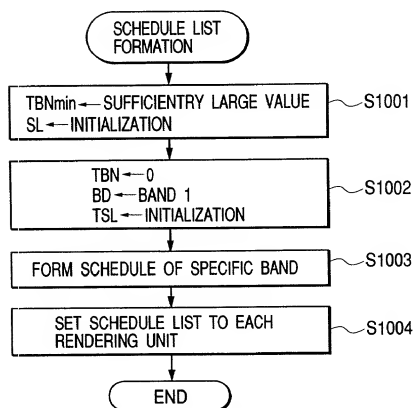 SCHEDULE LIST
FORMATION
TBNmin←SUFFICIENTRY LARGE VALUE
SL←INITIALIZATION
S1001
TBN←0
BD←BAND 1
TSL←INITIALIZATION
S1002
FORM SCHEDULE OF SPECIFIC BAND
S1003
SET SCHEDULE LIST TO EACH
RENDERING UNIT
S1004
END